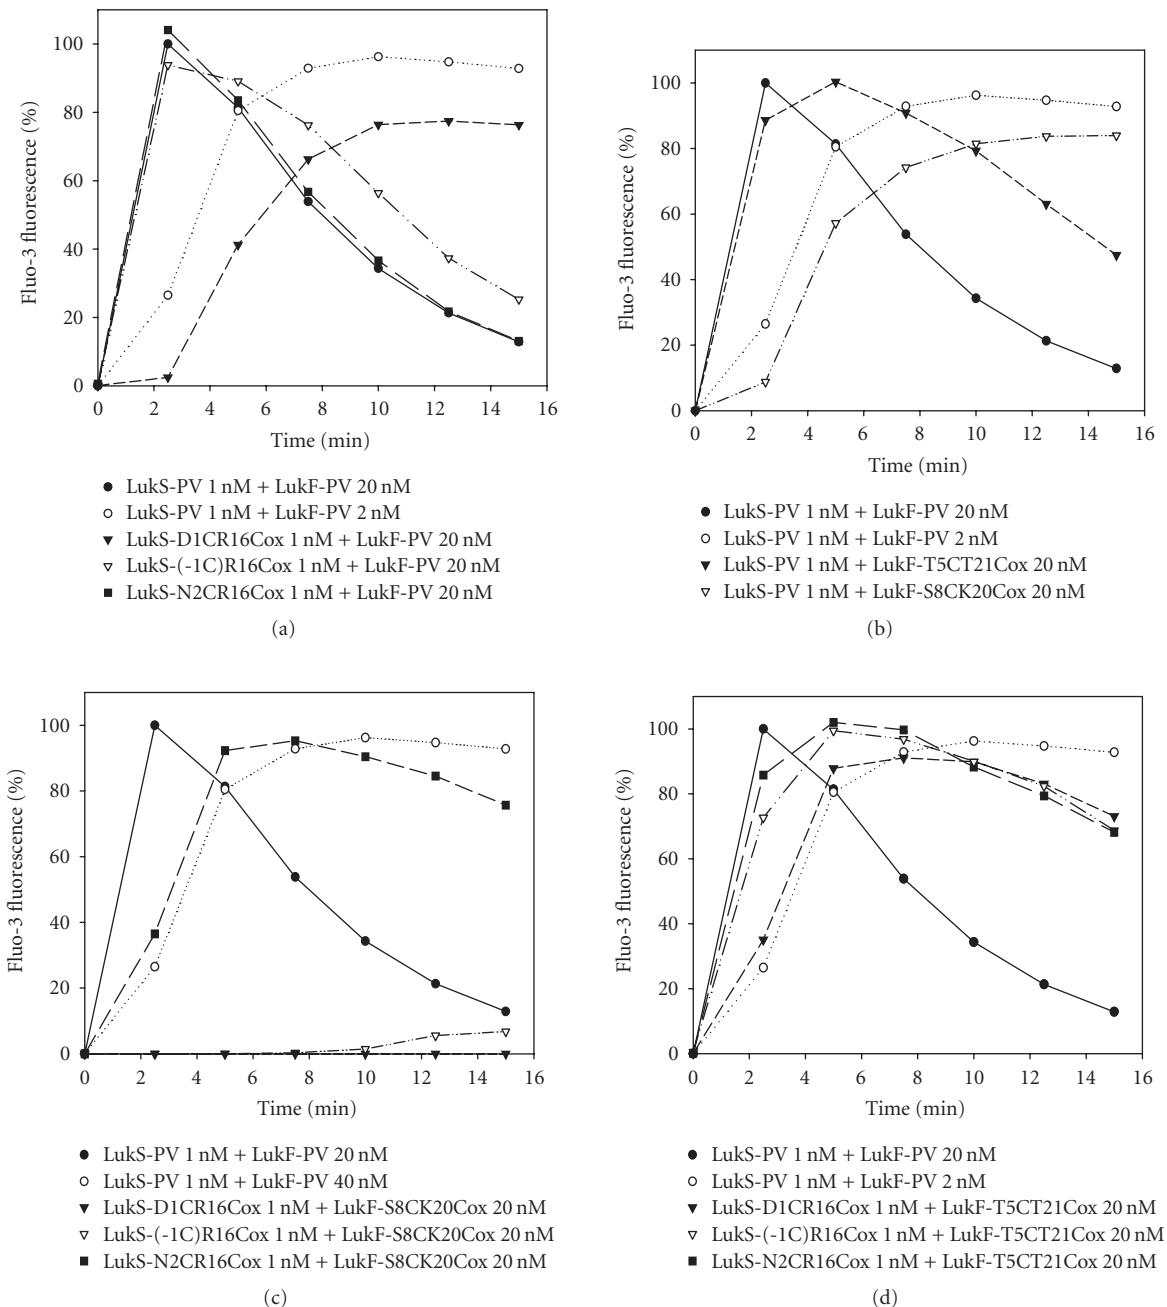 100
80
60
40
20
0
Fluo-3 fluorescence (%)
0 2 4 6 8 10 12 14 16
Time (min)
LukS-PV 1 nM + LukF-PV 20 nM
LukS-PV 1 nM + LukF-PV 2 nM
LukS-D1CR16Cox 1 nM + LukF-PV 20 nM
LukS-(-1C)R16Cox 1 nM + LukF-PV 20 nM
LukS-N2CR16Cox 1 nM + LukF-PV 20 nM
(a)
100
80
60
40
20
0
Fluo-3 fluorescence (%)
0 2 4 6 8 10 12 14 16
Time (min)
LukS-PV 1 nM + LukF-PV 20 nM
LukS-PV 1 nM + LukF-PV 2 nM
LukS-PV 1 nM + LukF-T5CT21Cox 20 nM
LukS-PV 1 nM + LukF-S8CK20Cox 20 nM
(b)
100
80
60
40
20
0
Fluo-3 fluorescence (%)
0 2 4 6 8 10 12 14 16
Time (min)
LukS-PV 1 nM + LukF-PV 20 nM
LukS-PV 1 nM + LukF-PV 40 nM
LukS-D1CR16Cox 1 nM + LukF-S8CK20Cox 20 nM
LukS-(-1C)R16Cox 1 nM + LukF-S8CK20Cox 20 nM
LukS-N2CR16Cox 1 nM + LukF-S8CK20Cox 20 nM
(c)
100
80
60
40
20
0
Fluo-3 fluorescence (%)
0 2 4 6 8 10 12 14 16
Time (min)
LukS-PV 1 nM + LukF-PV 20 nM
LukS-PV 1 nM + LukF-PV 2 nM
LukS-D1CR16Cox 1 nM + LukF-T5CT21Cox 20 nM
LukS-(-1C)R16Cox 1 nM + LukF-T5CT21Cox 20 nM
LukS-N2CR16Cox 1 nM + LukF-T5CT21Cox 20 nM
(d)